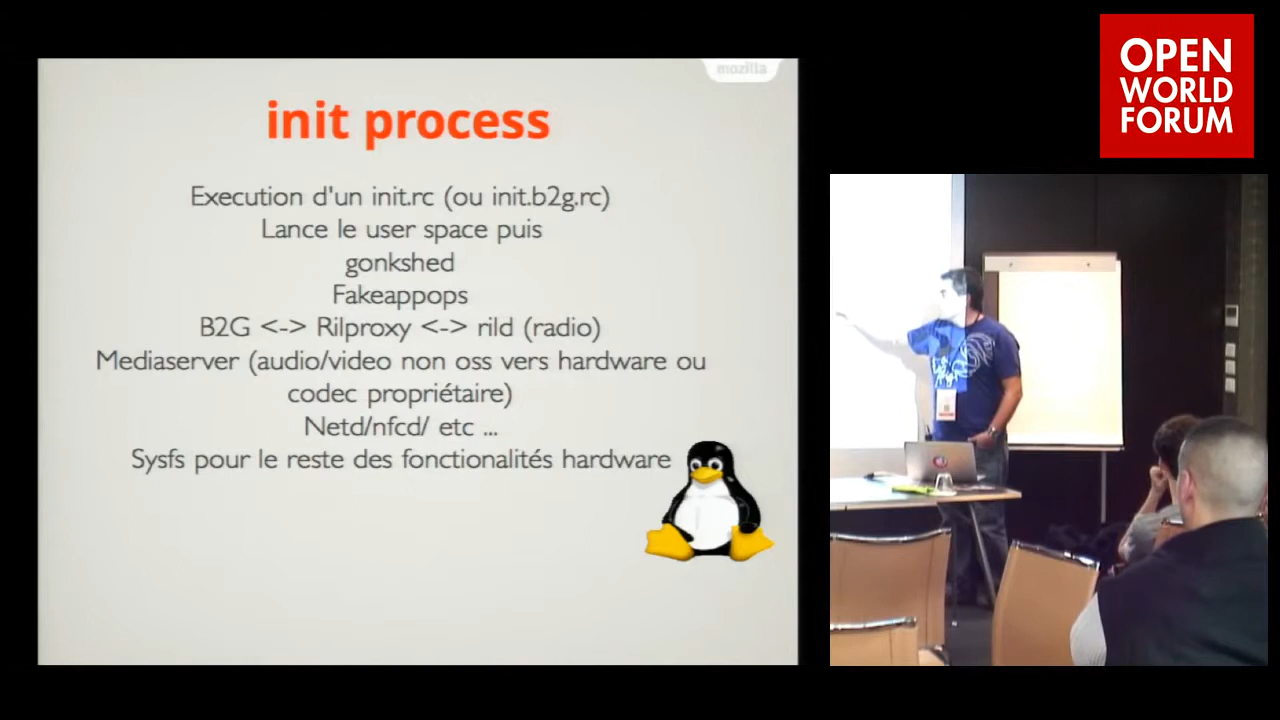 mozilla
init process
Execution d'un init.rc (ou init.b2g.rc)
Lance le user space puis
gonkshed
Fakeappops
B2G <-> Rilproxy <-> rild (radio)
Mediaserver (audio/video non oss vers hardware ou
codec propriétaire)
Netd/nfcd/ etc ...
Sysfs pour le reste des fonctionalités hardware
OPEN
WORLD
FORUM